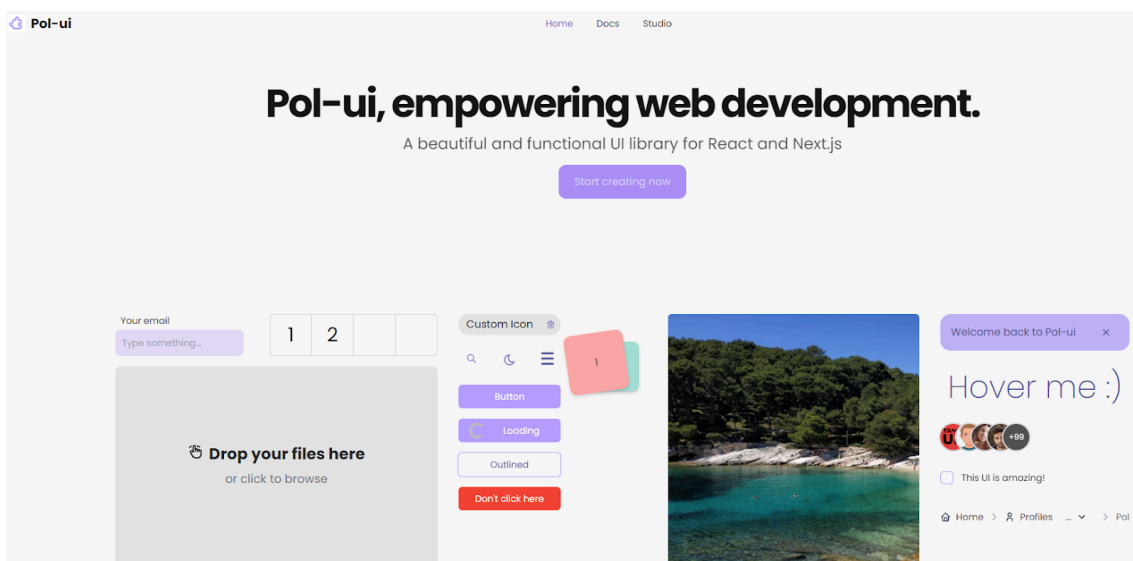 Pol-ui
Home Docs Studio
Pol-ui, empowering web development.
A beautiful and functional UI library for React and Next.js
Start creating now
Your email
Type something...
1 2
Drop your files here
or click to browse
Custom Icon
Button
Loading
Outlined
Don't click here
1
Welcome back to Pol-ui ×
Hover me :)
+99
This UI is amazing!
Home > Profiles ... > Pol